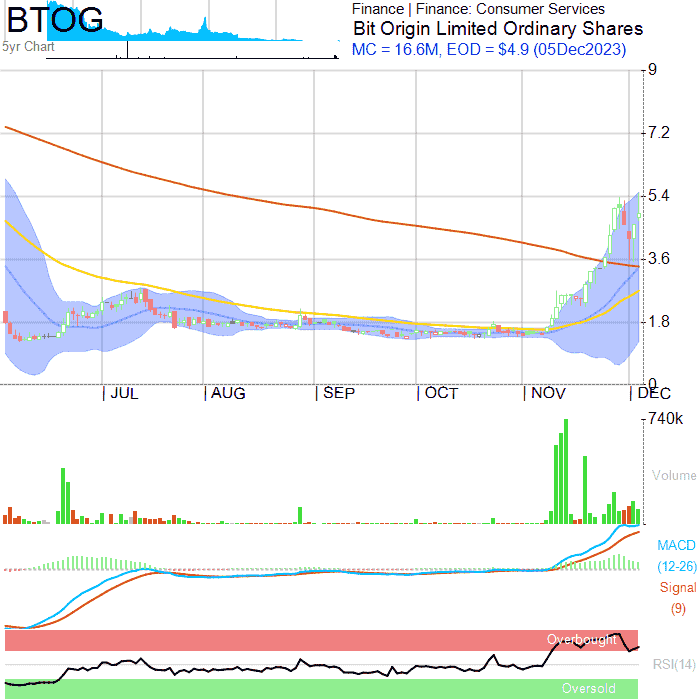 BTOG
5yr Chart
Finance | Finance: Consumer Services
Bit Origin Limited Ordinary Shares
MC = 16.6M, EOD = $4.9 (05Dec2023)
9
7.2
5.4
3.6
1.8
0
JUL AUG SEP OCT NOV DEC
740k
Volume
MACD
(12-26)
Signal
(9)
Overbought
RSI(14)
Oversold